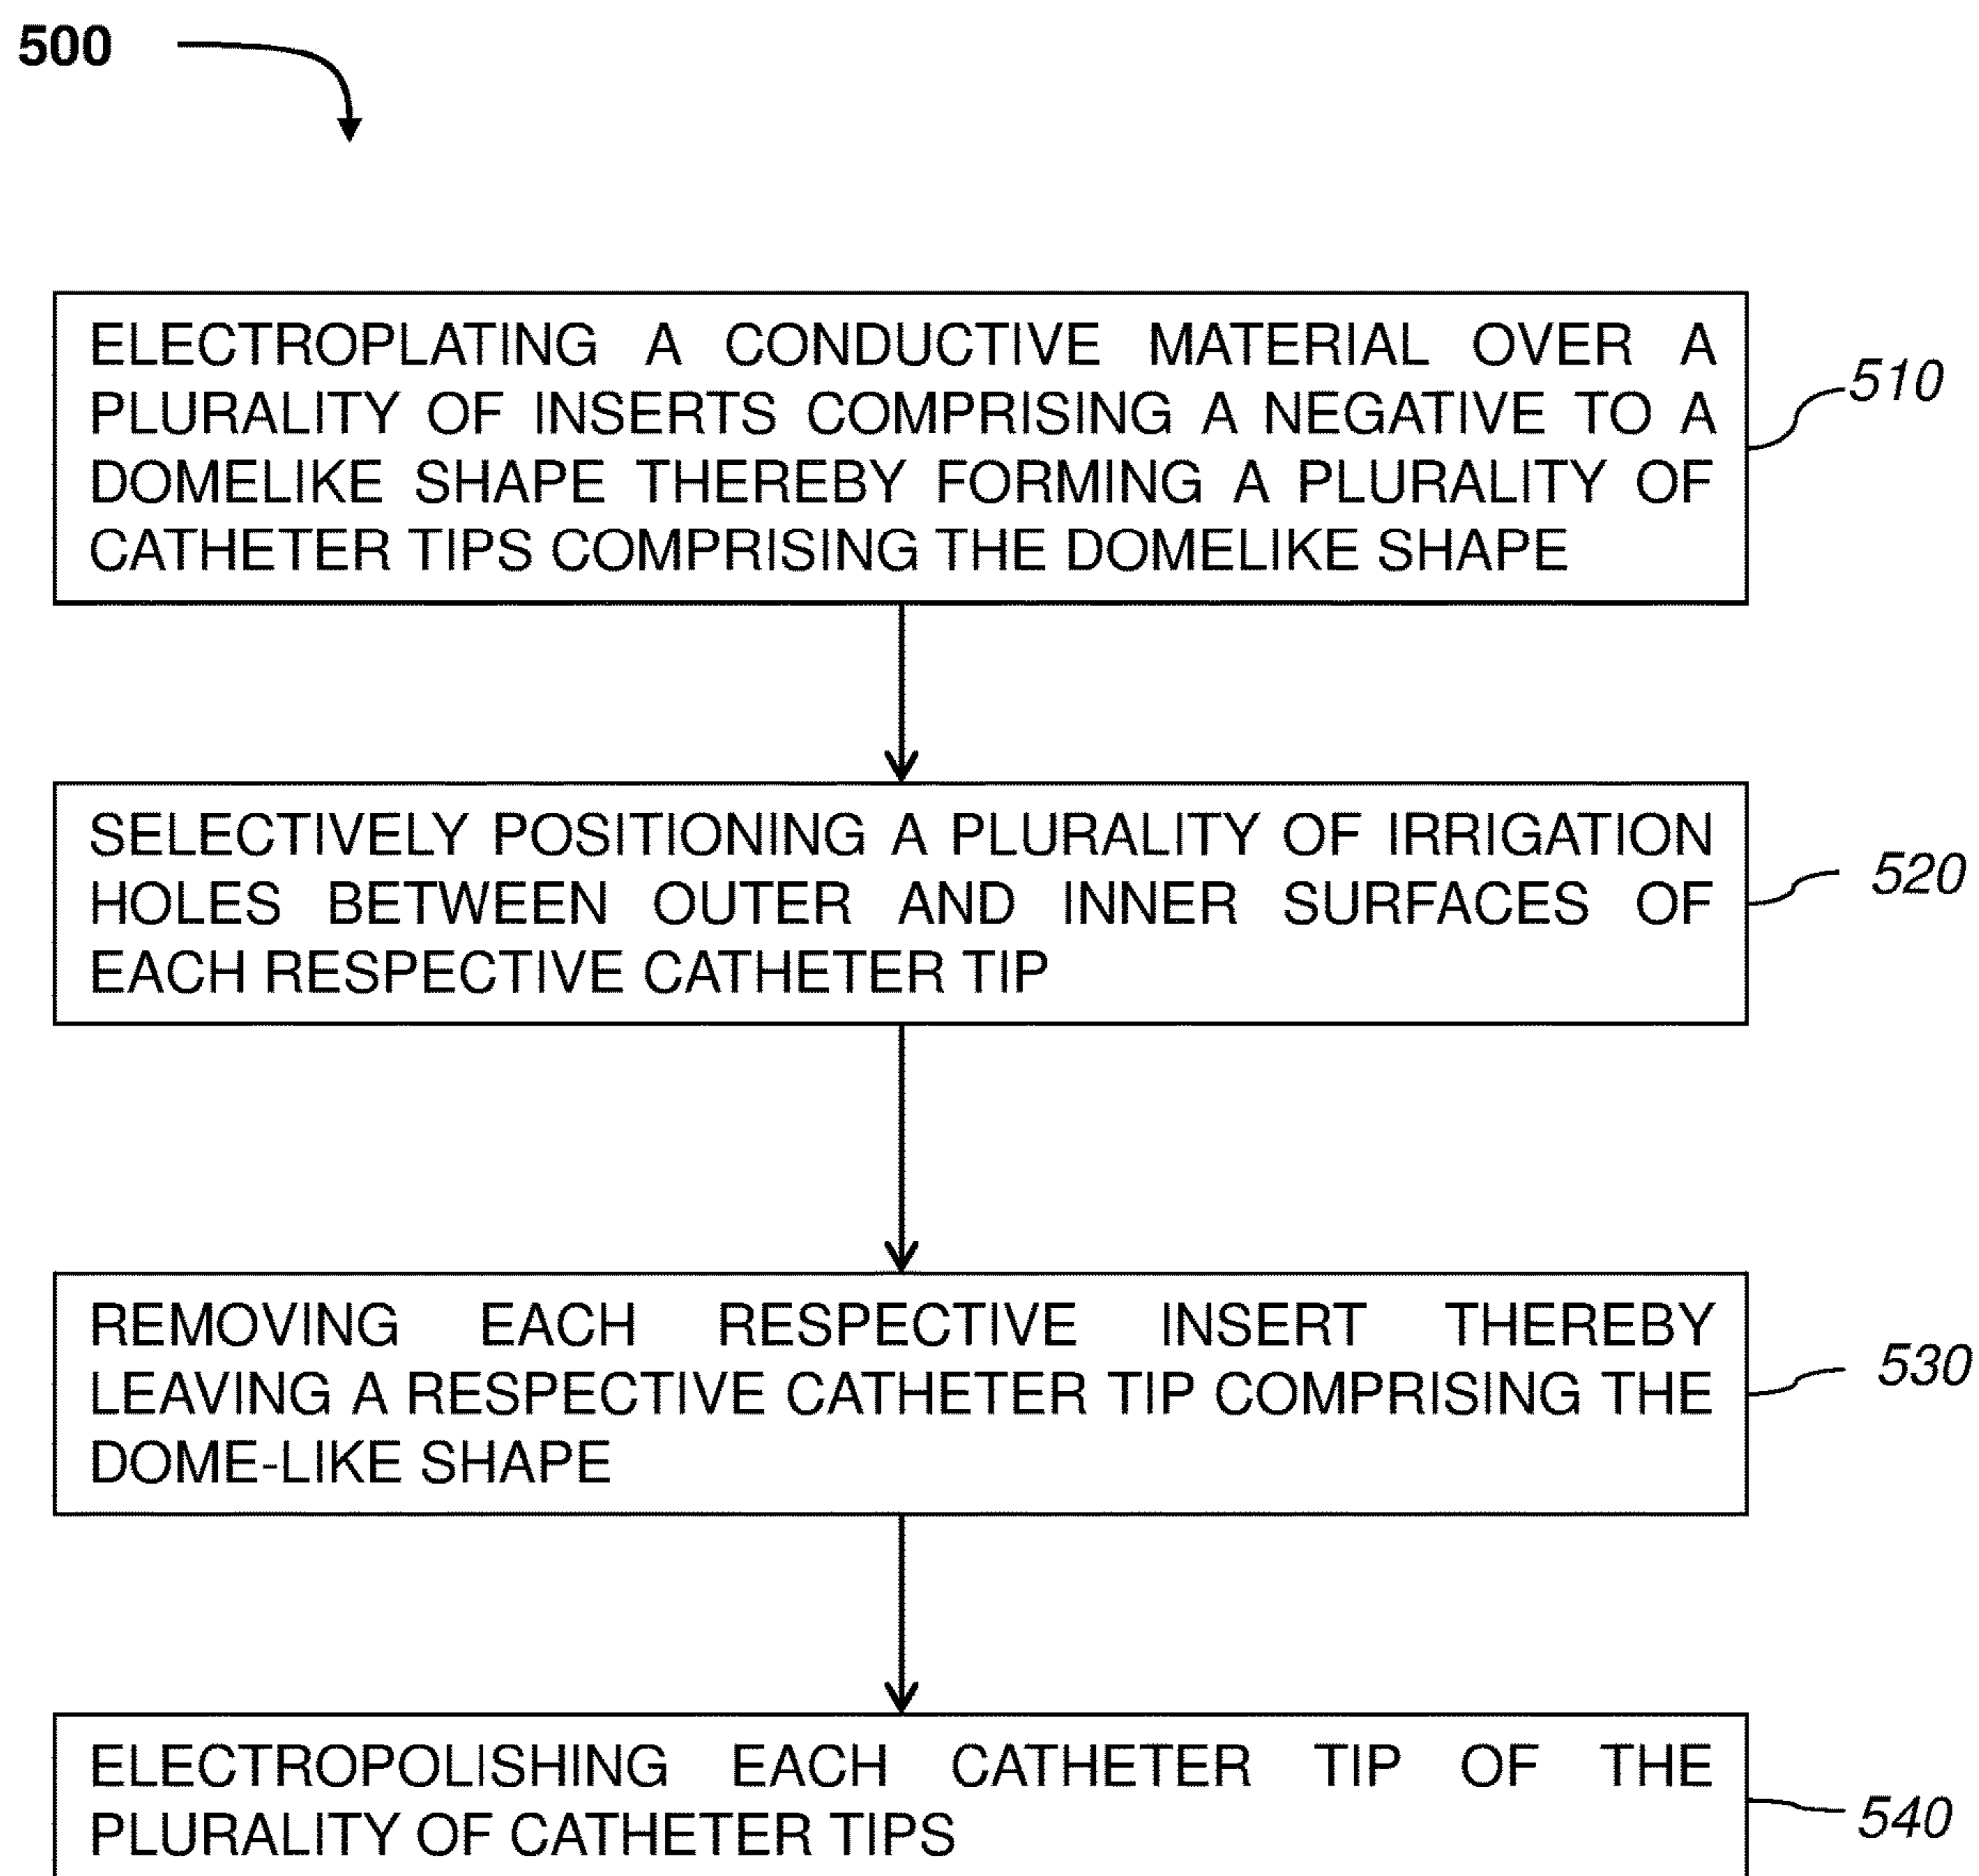 500
ELECTROPLATING A CONDUCTIVE MATERIAL OVER A
PLURALITY OF INSERTS COMPRISING A NEGATIVE TO A
DOMELIKE SHAPE THEREBY FORMING A PLURALITY OF
CATHETER TIPS COMPRISING THE DOMELIKE SHAPE
510
SELECTIVELY POSITIONING A PLURALITY OF IRRIGATION
HOLES BETWEEN OUTER AND INNER SURFACES OF
EACH RESPECTIVE CATHETER TIP
520
REMOVING EACH RESPECTIVE INSERT THEREBY
LEAVING A RESPECTIVE CATHETER TIP COMPRISING THE
DOME-LIKE SHAPE
530
ELECTROPOLISHING EACH CATHETER TIP OF THE
PLURALITY OF CATHETER TIPS
540